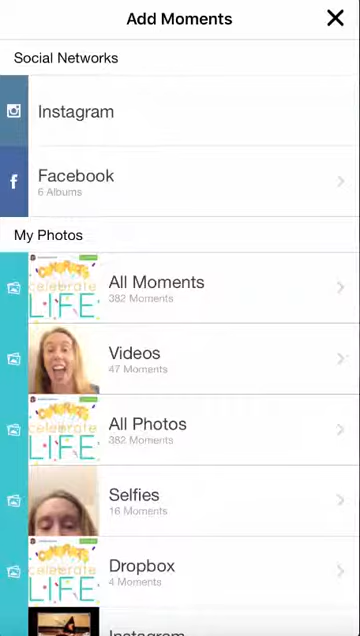 Add Moments
Social Networks
Instagram
f
Facebook
6 Albums
My Photos
celebrate
LIFE
All Moments
382 Moments
Videos
47 Moments
celebrate
LIFE
All Photos
382 Moments
Selfies
16 Moments
celebrate
LIFE
Dropbox
4 Moments
Instagram